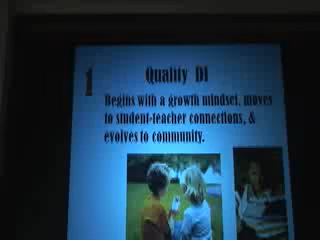 1
Quality DI
Begins with a growth mindset, moves
to student-teacher connections, &
evolves to community.